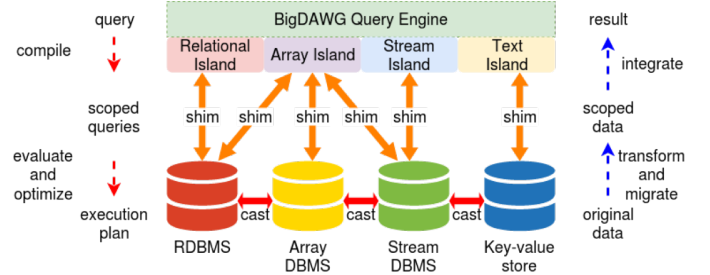 query
BigDAWG Query Engine
result
compile
Relational
Island
Array Island
Stream
Island
Text
Island
integrate
scoped
queries
shim
shim
shim
shim
shim
shim
scoped
data
evaluate
and
optimize
transform
and
migrate
execution
plan
cast
cast
cast
original
data
RDBMS
Array
DBMS
Stream
DBMS
Key-value
store